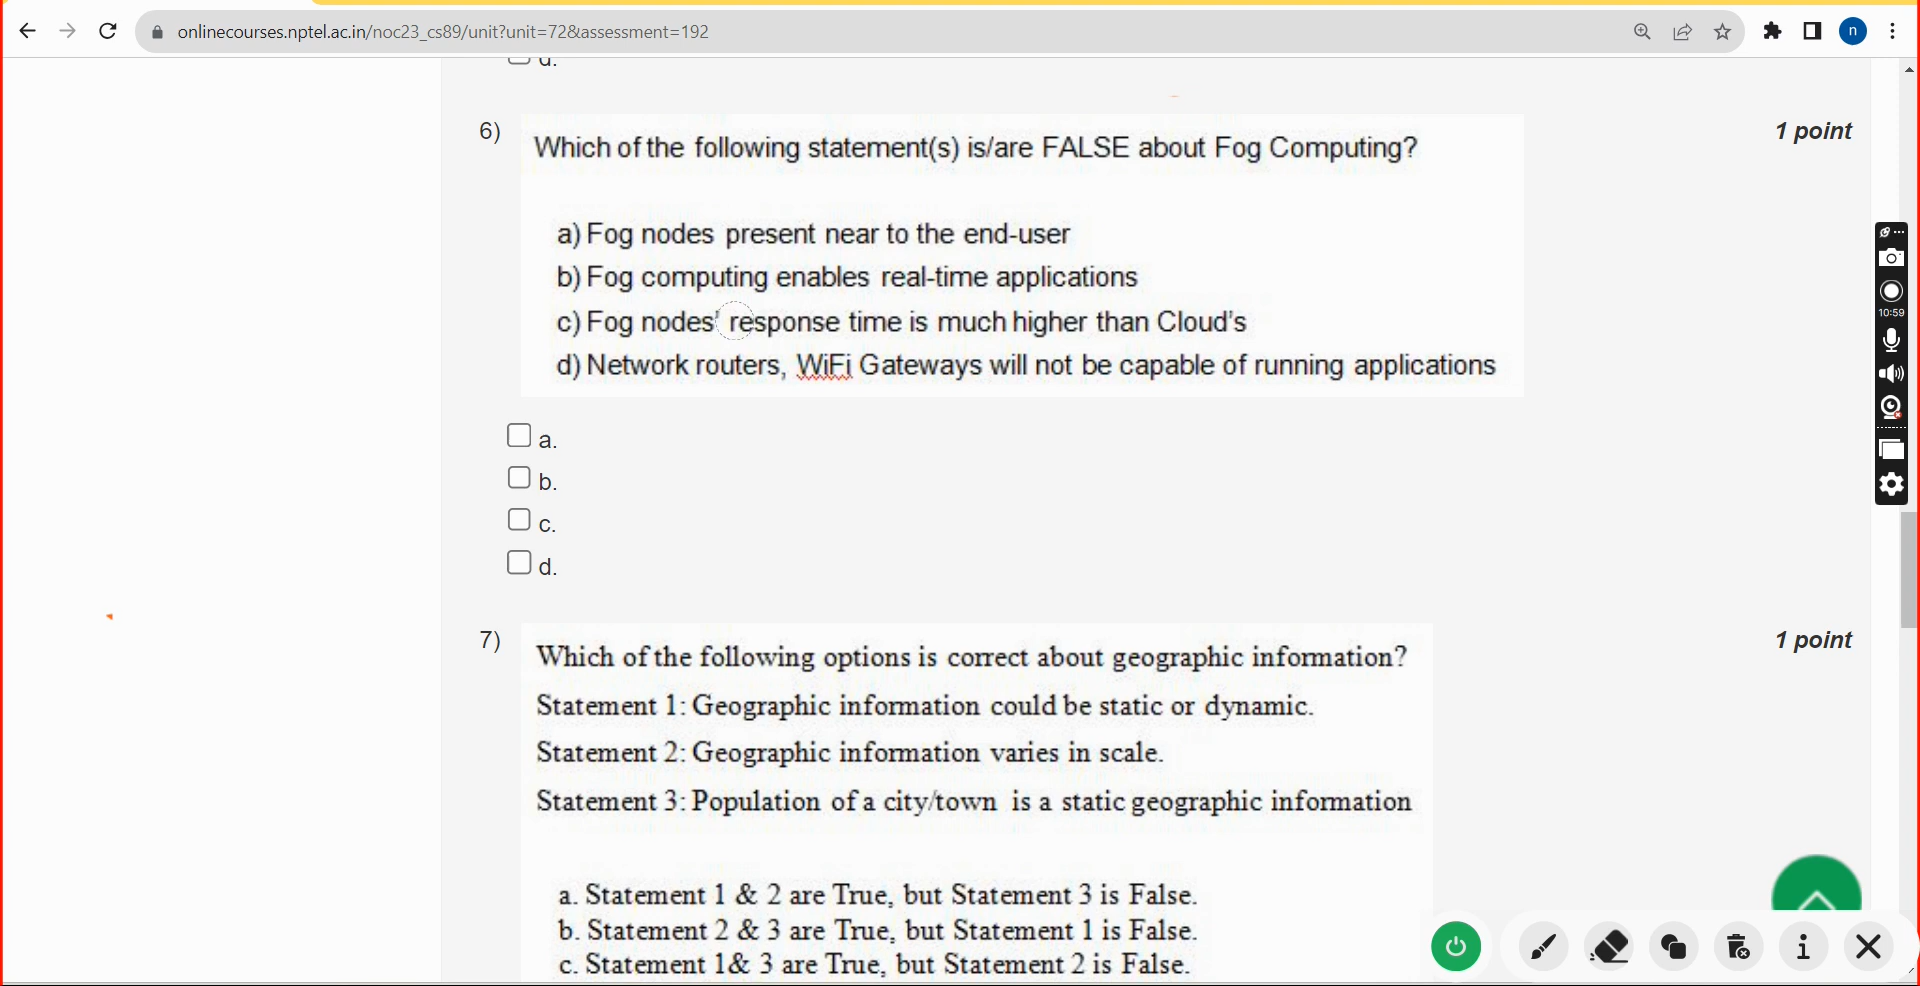 onlinecourses.nptel.ac.in/noc23_cs89/unit?unit=72&assessment=192
n
d.
6)
1 point
Which of the following statement(s) is/are FALSE about Fog Computing?
a) Fog nodes present near to the end-user
b) Fog computing enables real-time applications
c) Fog nodes' response time is much higher than Cloud's
d) Network routers, WiFi Gateways will not be capable of running applications
a.
b.
c.
d.
10:59
7)
1 point
Which of the following options is correct about geographic information?
Statement 1: Geographic information could be static or dynamic.
Statement 2: Geographic information varies in scale.
Statement 3: Population of a city/town is a static geographic information
a. Statement 1 & 2 are True, but Statement 3 is False.
b. Statement 2 & 3 are True, but Statement 1 is False.
c. Statement 1& 3 are True, but Statement 2 is False.